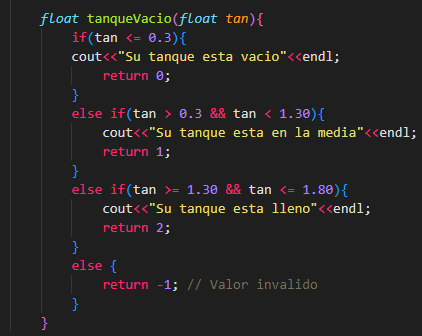 float tanqueVacio(float tan){
    if(tan <= 0.3){
    cout<<"Su tanque esta vacio"<<endl;
        return 0;
    }
    else if(tan > 0.3 && tan < 1.30){
        cout<<"Su tanque esta en la media"<<endl;
        return 1;
    }
    else if(tan >= 1.30 && tan <= 1.80){
        cout<<"Su tanque esta lleno"<<endl;
        return 2;
    }
    else {
        return -1; // Valor invalido
    }
}